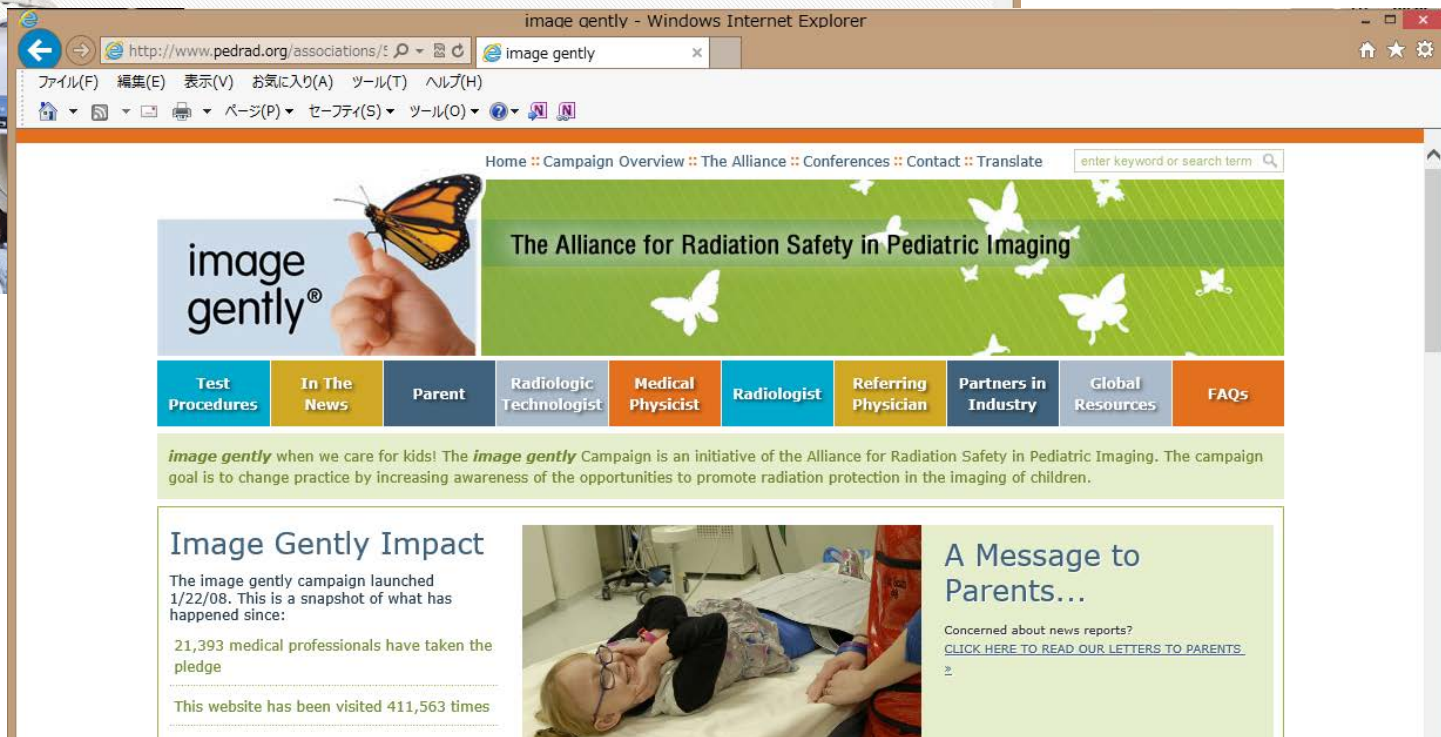 image gently - Windows Internet Explorer
http://www.pedrad.org/associations/5
image gently
ファイル(F) 編集(E) 表示(V) お気に入り(A) ツール(T) ヘルプ(H)
ページ(P) セーフティ(S) ツール(O)
Home :: Campaign Overview :: The Alliance :: Conferences :: Contact :: Translate
enter keyword or search term
image
gently®
The Alliance for Radiation Safety in Pediatric Imaging
Test
Procedures
In The
News
Parent
Radiologic
Technologist
Medical
Physicist
Radiologist
Referring
Physician
Partners in
Industry
Global
Resources
FAQs
image gently when we care for kids! The image gently Campaign is an initiative of the Alliance for Radiation Safety in Pediatric Imaging. The campaign
goal is to change practice by increasing awareness of the opportunities to promote radiation protection in the imaging of children.
Image Gently Impact
The image gently campaign launched
1/22/08. This is a snapshot of what has
happened since:
21,393 medical professionals have taken the
pledge
This website has been visited 411,563 times
A Message to
Parents...
Concerned about news reports?
CLICK HERE TO READ OUR LETTERS TO PARENTS
»